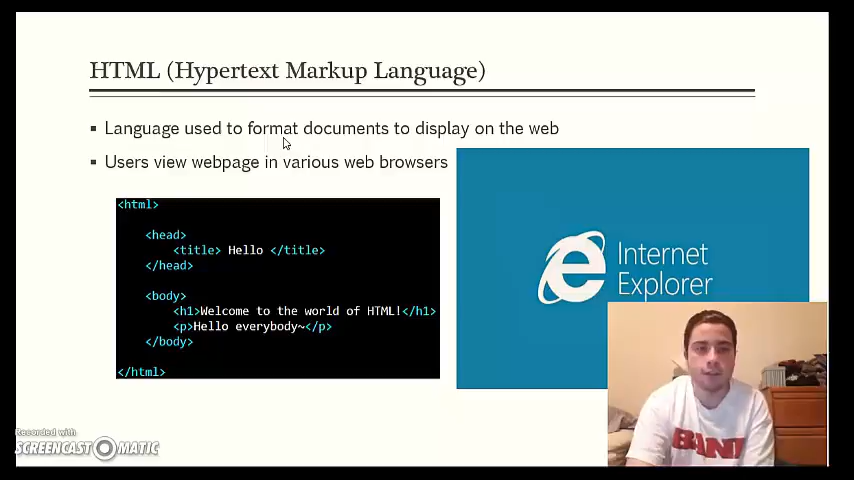 HTML (Hypertext Markup Language)
▪ Language used to format documents to display on the web
▪ Users view webpage in various web browsers
<html>
<head>
<title> Hello </title>
</head>
<body>
<h1>Welcome to the world of HTML!</h1>
<p>Hello everybody~</p>
</body>
</html>
Internet
Explorer
Recorded with
SCREENCAST MATIC